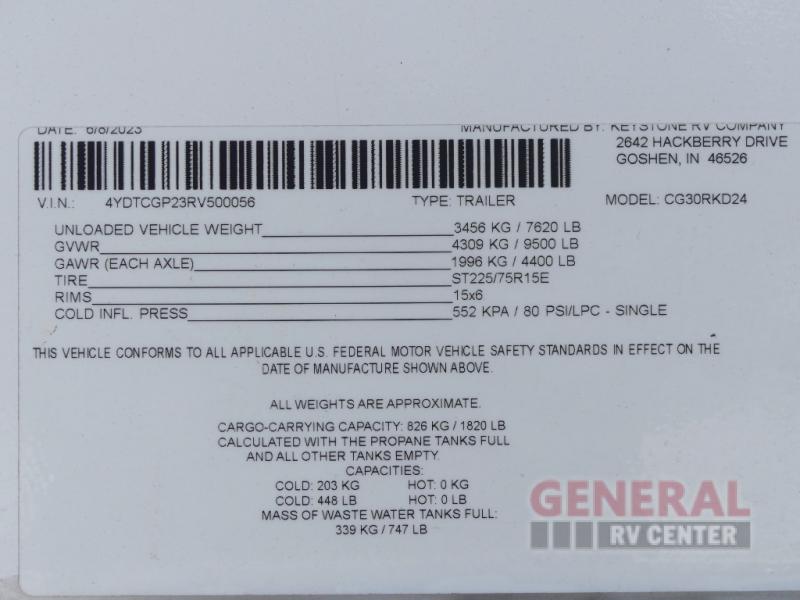 DATE: 6/8/2023 MANUFACTURED BY: KEYSTONE RV COMPANY
2642 HACKBERRY DRIVE
GOSHEN, IN 46526
V.I.N.: 4YDTCGP23RV500056 TYPE: TRAILER MODEL: CG30RKD24
UNLOADED VEHICLE WEIGHT 3456 KG / 7620 LB
GVWR 4309 KG / 9500 LB
GAWR (EACH AXLE) 1996 KG / 4400 LB
TIRE ST225/75R15E
RIMS 15x6
COLD INFL. PRESS 552 KPA / 80 PSI/LPC - SINGLE
THIS VEHICLE CONFORMS TO ALL APPLICABLE U.S. FEDERAL MOTOR VEHICLE SAFETY STANDARDS IN EFFECT ON THE
DATE OF MANUFACTURE SHOWN ABOVE.
ALL WEIGHTS ARE APPROXIMATE.
CARGO-CARRYING CAPACITY: 826 KG / 1820 LB
CALCULATED WITH THE PROPANE TANKS FULL
AND ALL OTHER TANKS EMPTY.
CAPACITIES:
COLD: 203 KG HOT: 0 KG
COLD: 448 LB HOT: 0 LB
MASS OF WASTE WATER TANKS FULL:
339 KG / 747 LB
GENERAL
RV CENTER